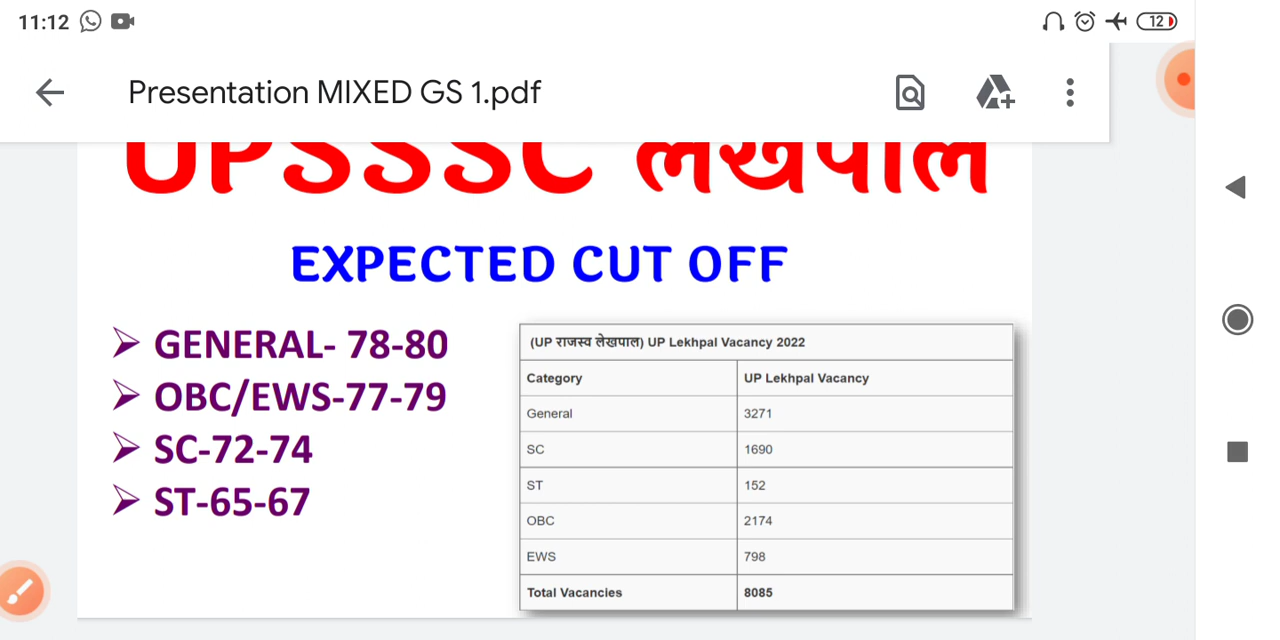 11:12
12
Presentation MIXED GS 1.pdf
UPSSSC लेखपाल
EXPECTED CUT OFF
➢ GENERAL- 78-80
➢ OBC/EWS-77-79
➢ SC-72-74
➢ ST-65-67
(UP राजस्व लेखपाल) UP Lekhpal Vacancy 2022
Category UP Lekhpal Vacancy
General 3271
SC 1690
ST 152
OBC 2174
EWS 798
Total Vacancies 8085